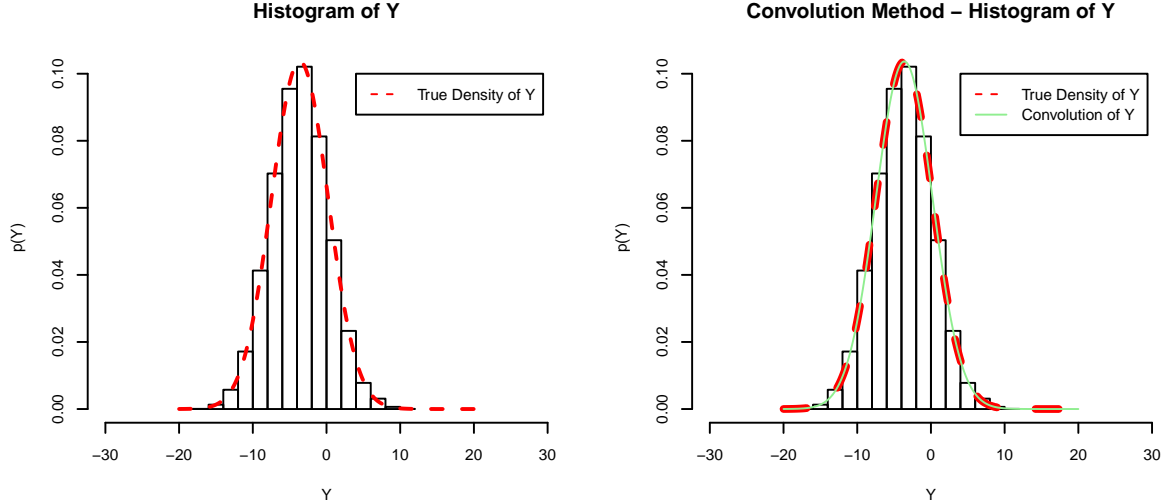 Histogram of Y
True Density of Y
p(Y)
0.00
0.02
0.04
0.06
0.08
0.10
−30 −20 −10 0 10 20 30
Y
Convolution Method − Histogram of Y
True Density of Y
Convolution of Y
p(Y)
0.00
0.02
0.04
0.06
0.08
0.10
−30 −20 −10 0 10 20 30
Y